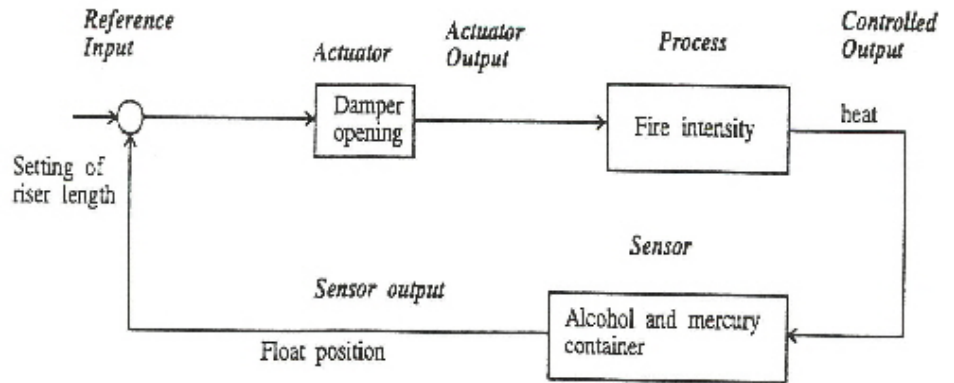 Reference
Input
Actuator
Actuator
Output
Process
Controlled
Output
Damper
opening
Fire intensity
heat
Setting of
riser length
Sensor
Sensor output
Alcohol and mercury
container
Float position